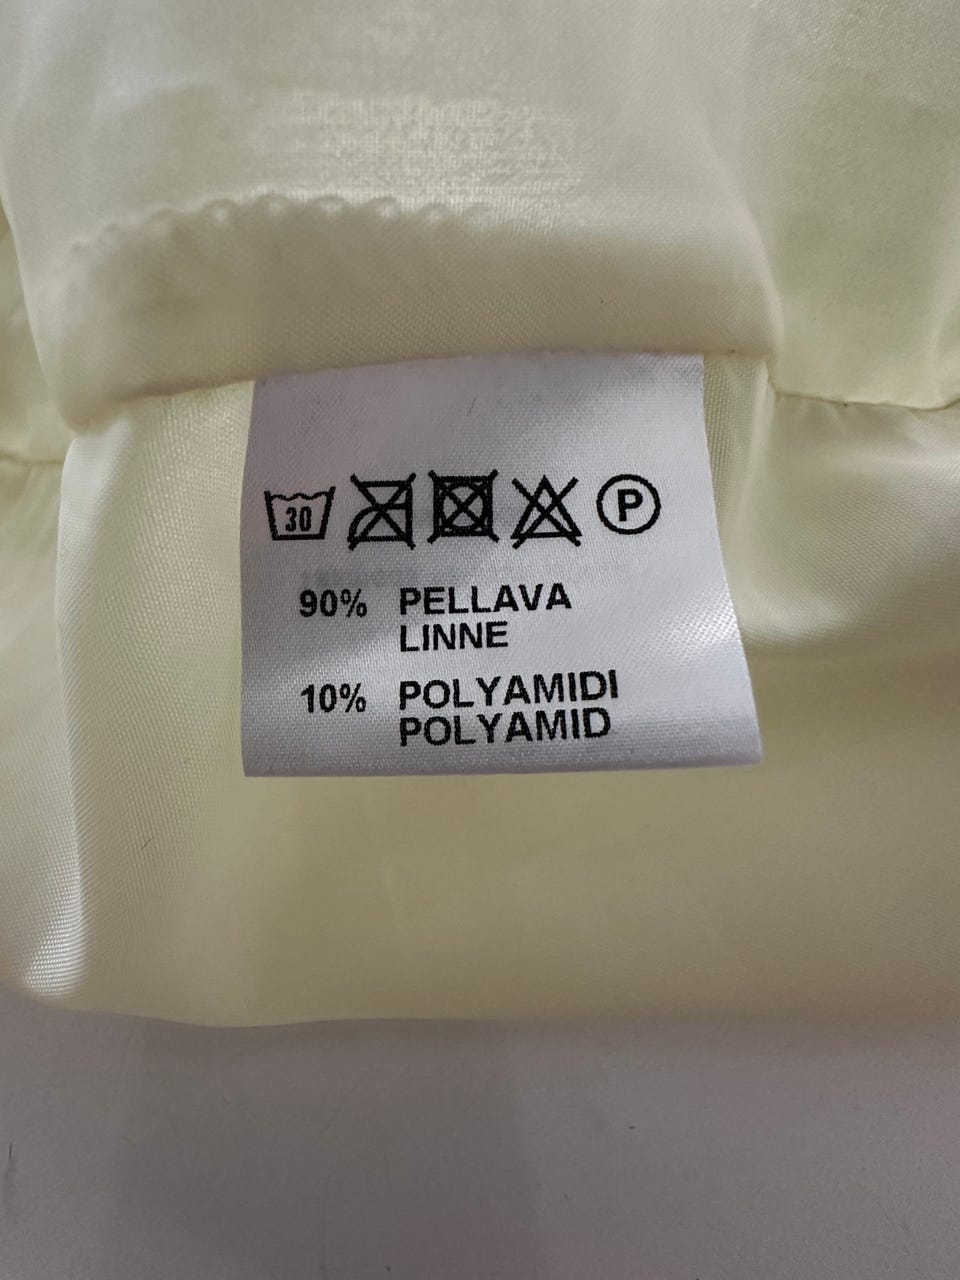 30 P
90% PELLAVA
LINNE
10% POLYAMIDI
POLYAMID